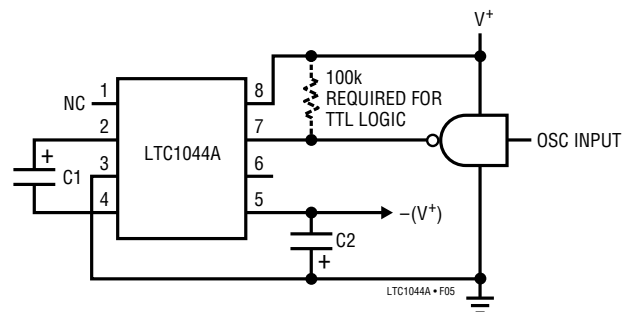 V+
100k
REQUIRED FOR
TTL LOGIC
NC
1
8
2
7
OSC INPUT
+
C1
LTC1044A
3
6
4
5
–(V+)
C2
+
LTC1044A • F05